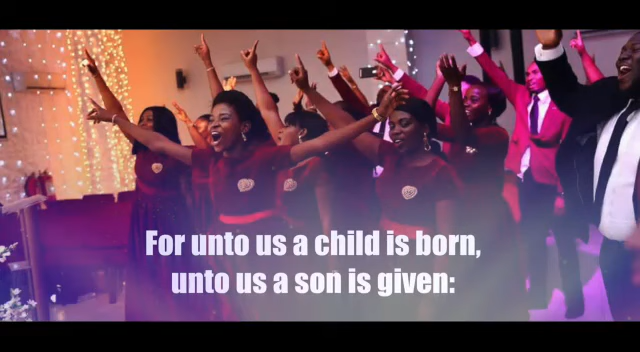 For unto us a child is born,
unto us a son is given: